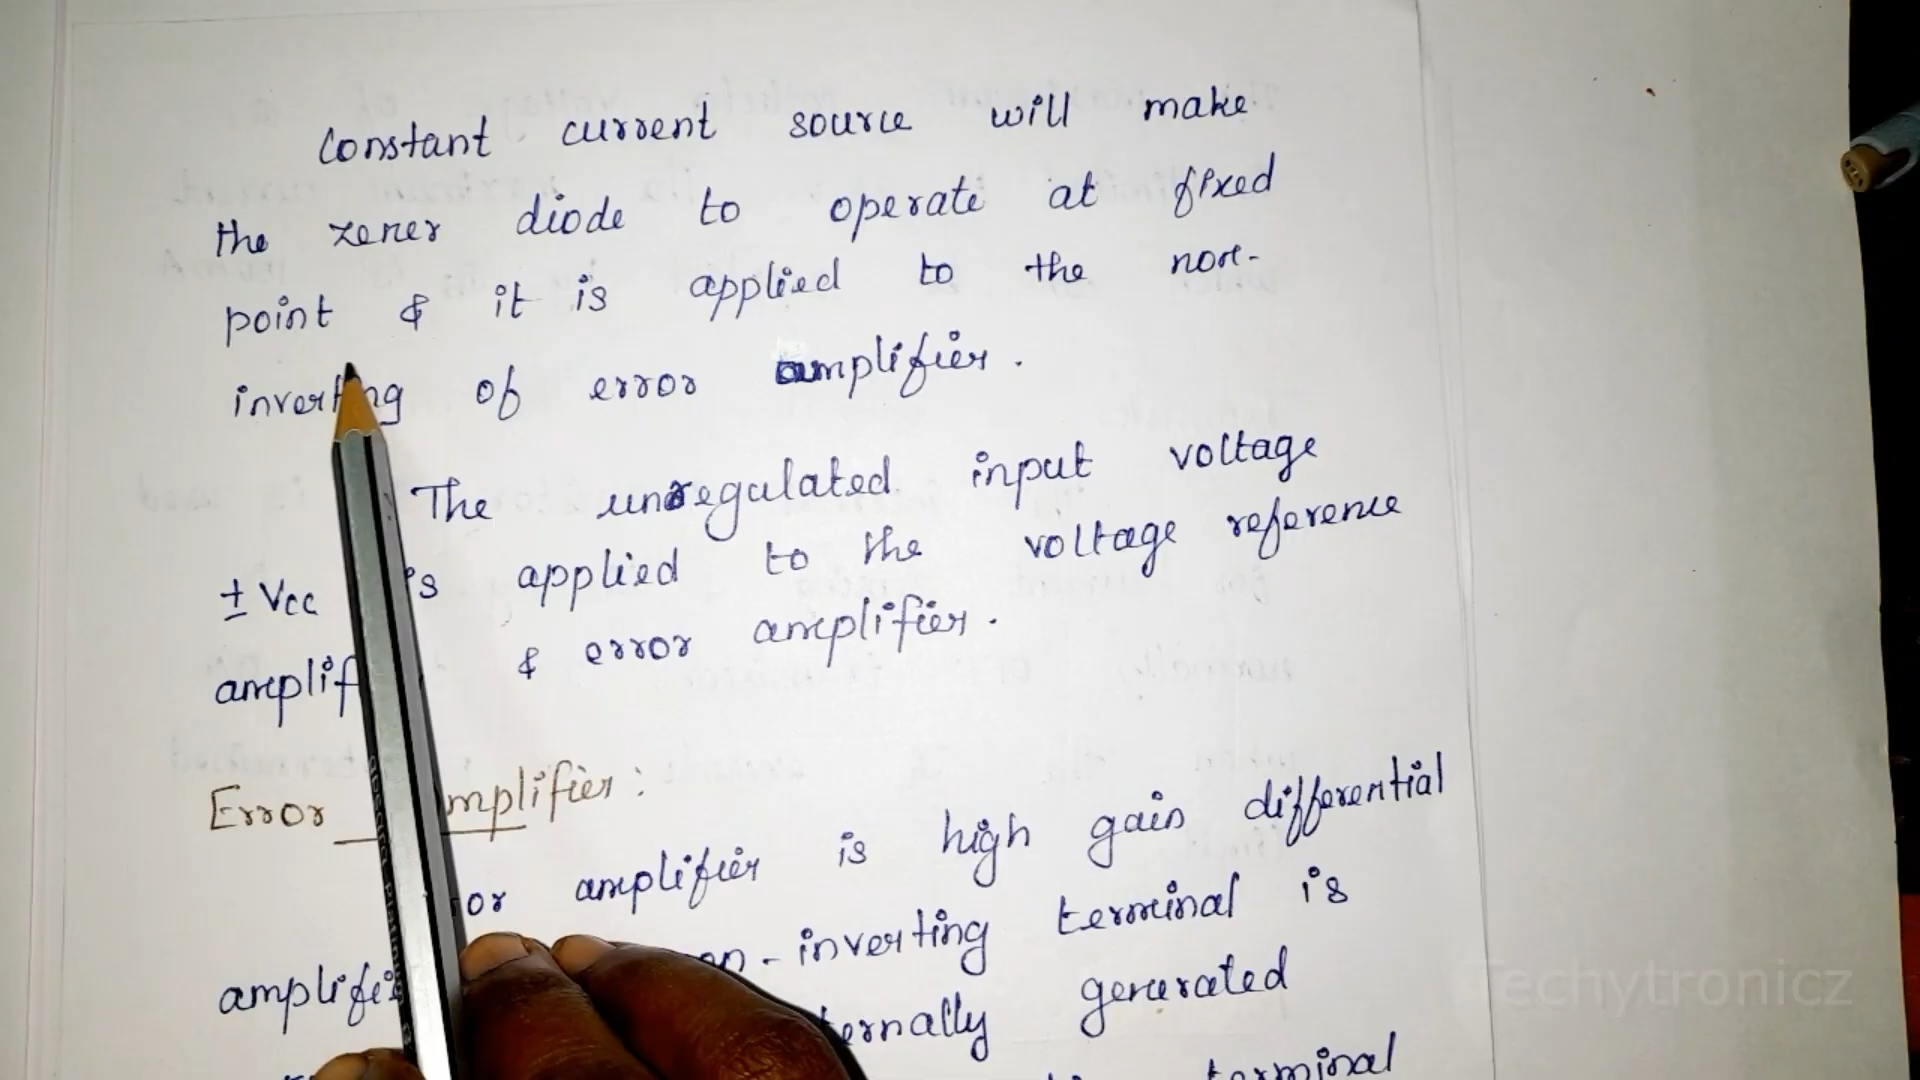 Constant current source will make
the zener diode to operate at fixed
point & it is applied to the non-
inverting of error amplifier.
The unregulated input voltage
±Vcc is applied to the voltage reference
amplif & error amplifier.
Error mplifier:
or amplifier is high gain differential
amplifie on-inverting terminal is
ernally generated
terminal
Techytronicz